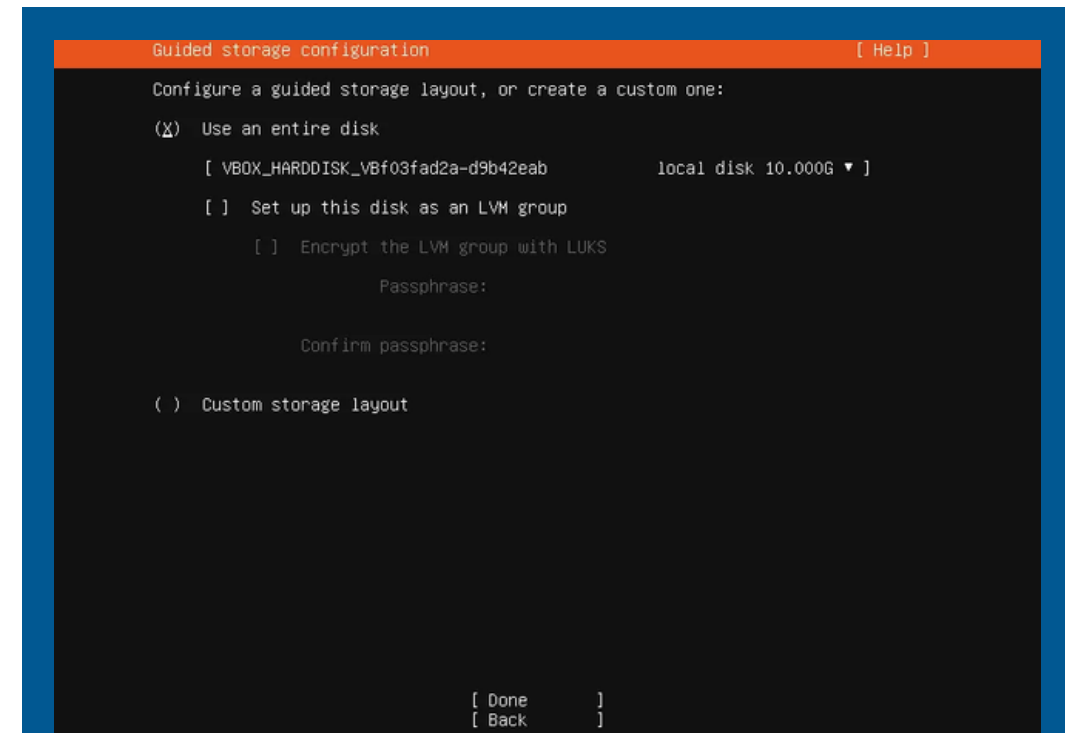 Guided storage configuration [ Help ]
Configure a guided storage layout, or create a custom one:
(X) Use an entire disk
[ VBOX_HARDDISK_VBf03fad2a-d9b42eab local disk 10.000G ▾ ]
[ ] Set up this disk as an LVM group
[ ] Encrypt the LVM group with LUKS
Passphrase:
Confirm passphrase:
( ) Custom storage layout
[ Done ]
[ Back ]